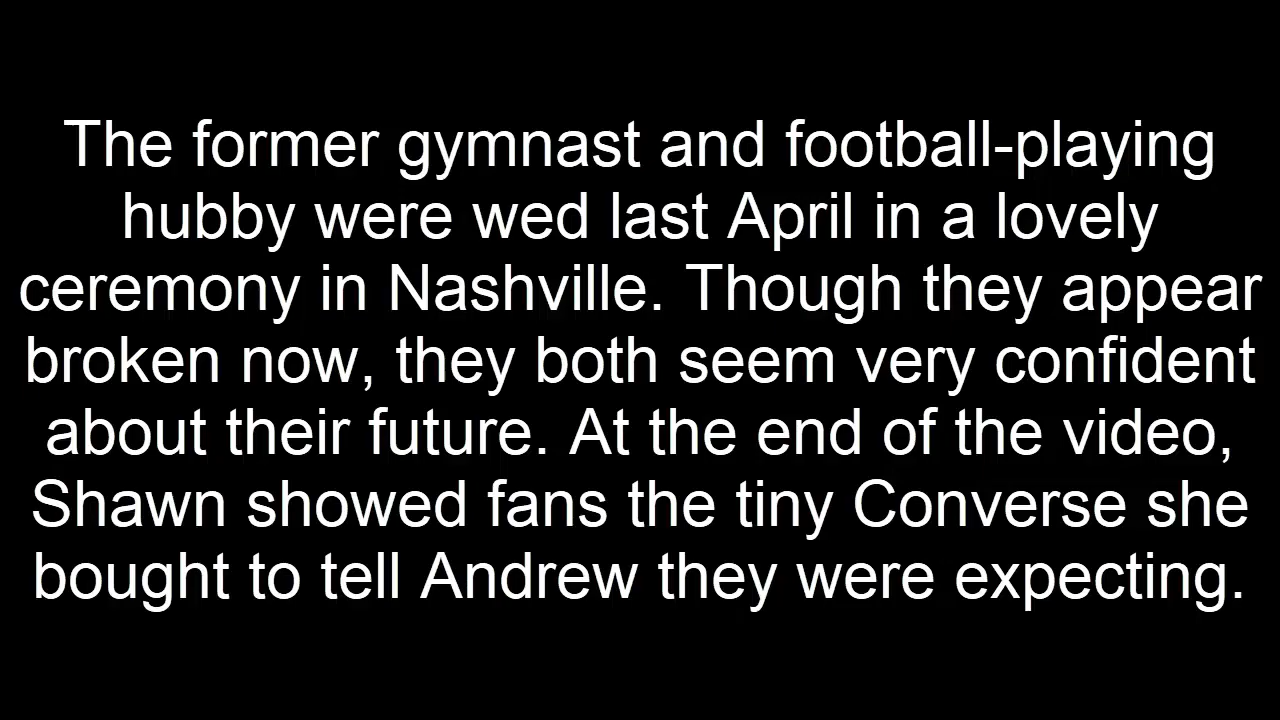 The former gymnast and football-playing
hubby were wed last April in a lovely
ceremony in Nashville. Though they appear
broken now, they both seem very confident
about their future. At the end of the video,
Shawn showed fans the tiny Converse she
bought to tell Andrew they were expecting.